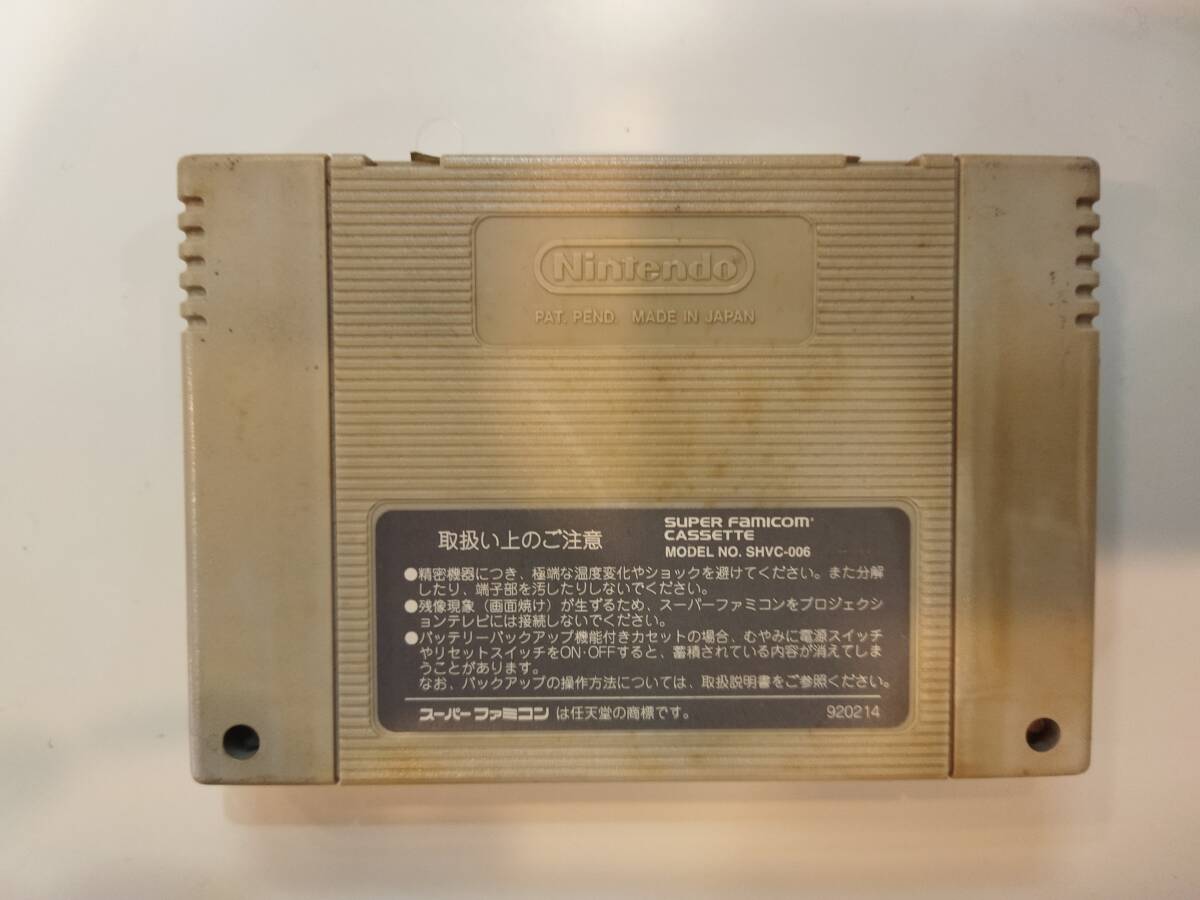 Nintendo
PAT. PEND. MADE IN JAPAN
取扱い上のご注意
SUPER FAMICOM
CASSETTE
MODEL NO. SHVC-006
●精密機器につき、極端な温度変化やショックを避けてください。また分解
したり、端子部を汚したりしないでください。
●残像現象（画面焼け）が生ずるため、スーパーファミコンをプロジェクシ
ョンテレビには接続しないでください。
●バッテリーバックアップ機能付きカセットの場合、むやみに電源スイッチ
やリセットスイッチをON・OFFすると、蓄積されている内容が消えてしま
うことがあります。
なお、バックアップの操作方法については、取扱説明書をご参照ください。
スーパーファミコン は任天堂の商標です。 920214